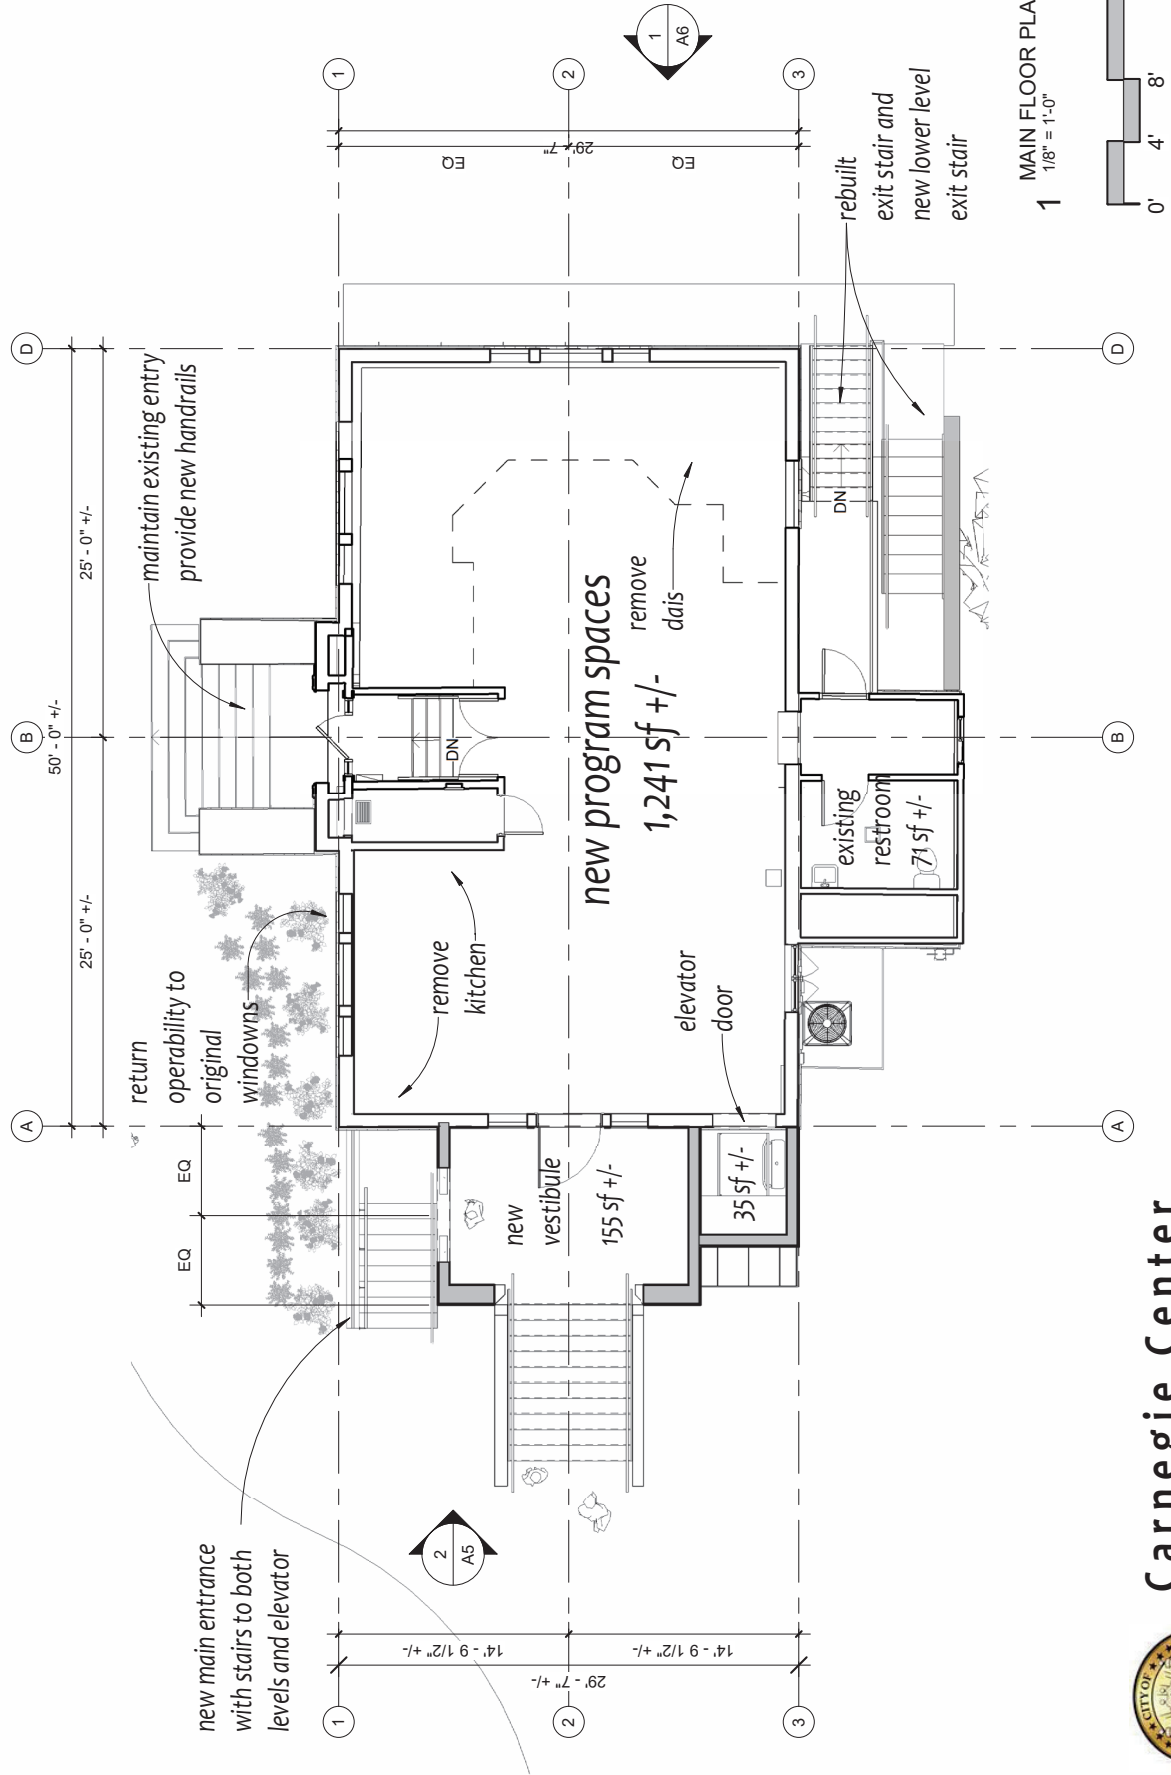 new main entrance
with stairs to both
levels and elevator
return
operability to
original
windowns
maintain existing entry
provide new handrails
50' - 0" +/-
25' - 0" +/-
25' - 0" +/-
EQ
EQ
A
B
D
1
2
3
29' - 7" +/-
14' - 9 1/2" +/-
14' - 9 1/2" +/-
2
A5
new
vestibule
155 sf +/-
35 sf +/-
elevator
door
remove
kitchen
DN
new program spaces
1,241 sf +/-
remove
dais
existing
restroom
71 sf +/-
DN
rebuilt
exit stair and
new lower level
exit stair
1
2
3
29' - 7"
EQ
EQ
1
A6
A
B
D
1
MAIN FLOOR PLA
1/8" = 1'-0"
0'
4'
8'
Carnegie Center
CITY OF